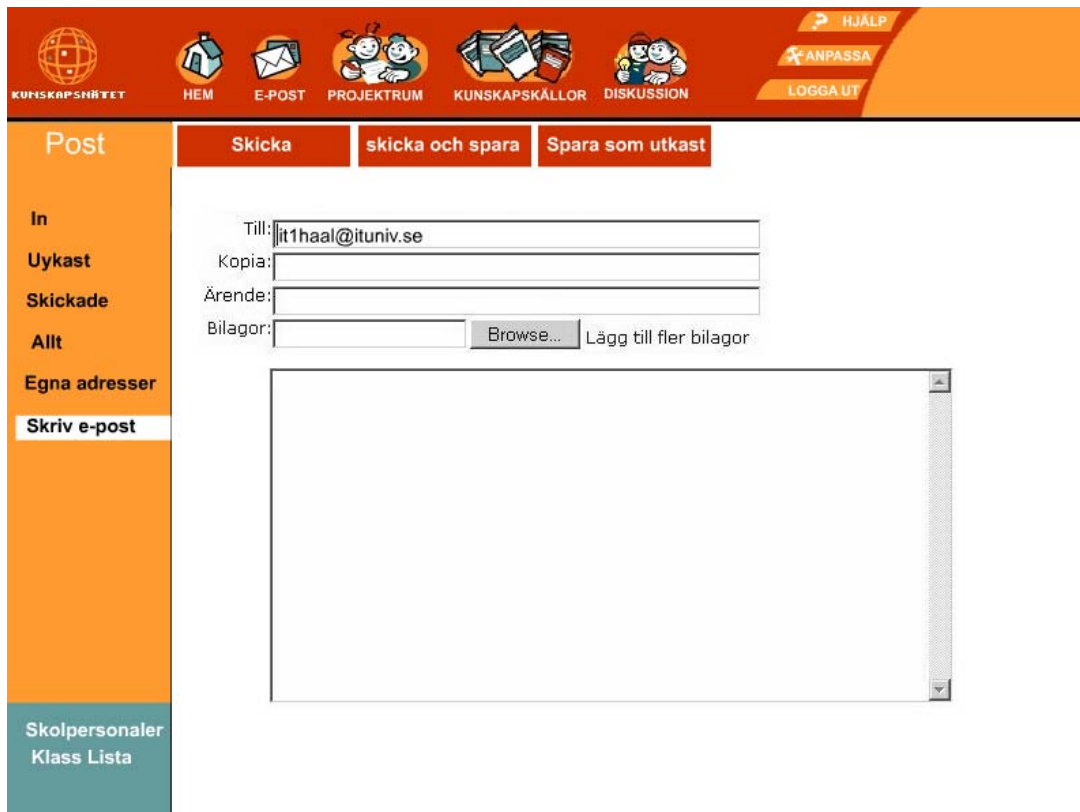 KUNSKAPSNÄTET
HEM
E-POST
PROJEKTRUM
KUNSKAPSKÄLLOR
DISKUSSION
HJÄLP
ANPASSA
LOGGA UT
Post
Skicka
skicka och spara
Spara som utkast
In
Uykast
Skickade
Allt
Egna adresser
Skriv e-post
Till: it1haal@ituniv.se
Kopia:
Ärende:
Bilagor: Browse... Lägg till fler bilagor
Skolpersonaler
Klass Lista